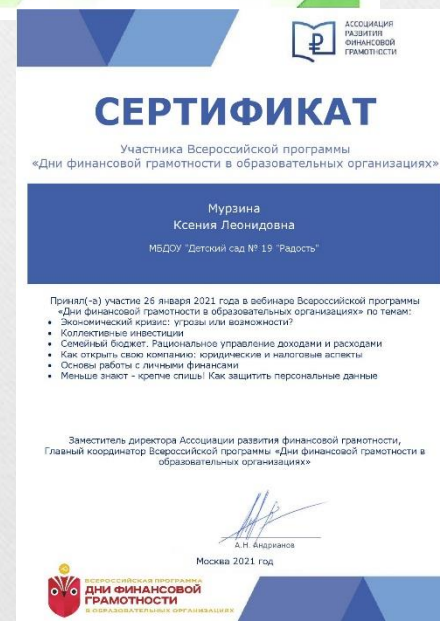 АССОЦИАЦИЯ
РАЗВИТИЯ
ФИНАНСОВОЙ
ГРАМОТНОСТИ
СЕРТИФИКАТ
Участника Всероссийской программы
«Дни финансовой грамотности в образовательных организациях»
Мурзина
Ксения Леонидовна
МБДОУ "Детский сад № 19 "Радость"
Принял(-а) участие 26 января 2021 года в вебинаре Всероссийской программы
«Дни финансовой грамотности в образовательных организациях» по темам:
• Экономический кризис: угрозы или возможности?
• Коллективные инвестиции
• Семейный бюджет. Рациональное управление доходами и расходами
• Как открыть свою компанию: юридические и налоговые аспекты
• Основы работы с личными финансами
• Меньше знают - крепче спишь! Как защитить персональные данные
Заместитель директора Ассоциации развития финансовой грамотности,
Главный координатор Всероссийской программы «Дни финансовой грамотности в
образовательных организациях»
А.Н. Андрианов
Москва 2021 год
ВСЕРОССИЙСКАЯ ПРОГРАММА
ДНИ ФИНАНСОВОЙ
ГРАМОТНОСТИ
В ОБРАЗОВАТЕЛЬНЫХ ОРГАНИЗАЦИЯХ